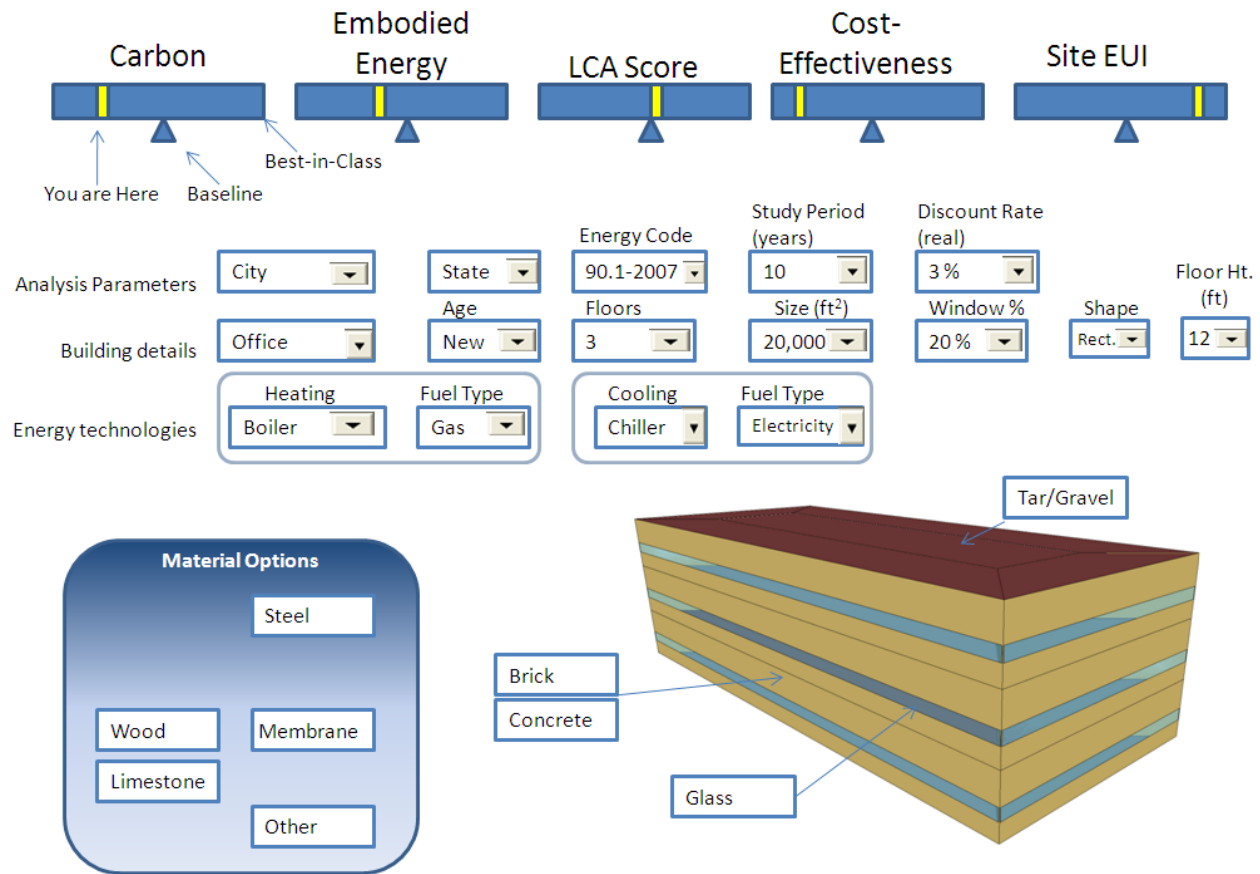 Carbon
Embodied
Energy
LCA Score
Cost-
Effectiveness
Site EUI
You are Here
Baseline
Best-in-Class
Analysis Parameters
City
State
Energy Code
90.1-2007
Study Period
(years)
10
Discount Rate
(real)
3 %
Building details
Office
Age
New
Floors
3
Size (ft²)
20,000
Window %
20 %
Shape
Rect.
Floor Ht.
(ft)
12
Energy technologies
Heating
Boiler
Fuel Type
Gas
Cooling
Chiller
Fuel Type
Electricity
Material Options
Steel
Wood
Membrane
Limestone
Other
Tar/Gravel
Brick
Concrete
Glass